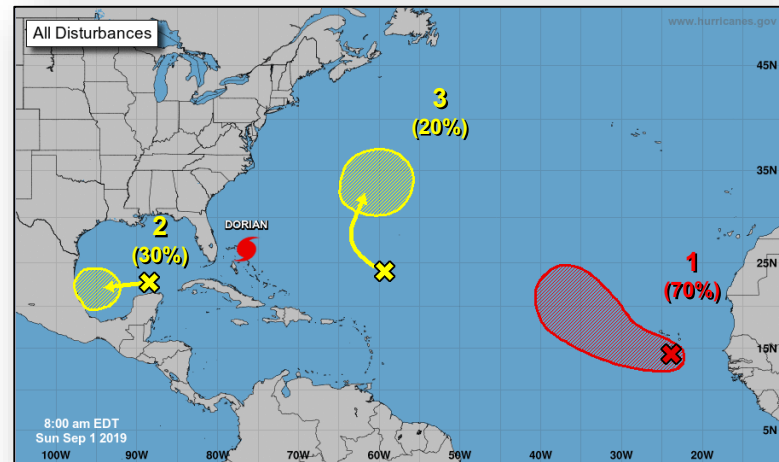 All Disturbances
www.hurricanes.gov
45N
3
(20%)
35N
DORIAN
2
(30%)
25N
1
(70%)
15N
8:00 am EDT
Sun Sep 1 2019
5N
100W 90W 80W 70W 60W 50W 40W 30W 20W